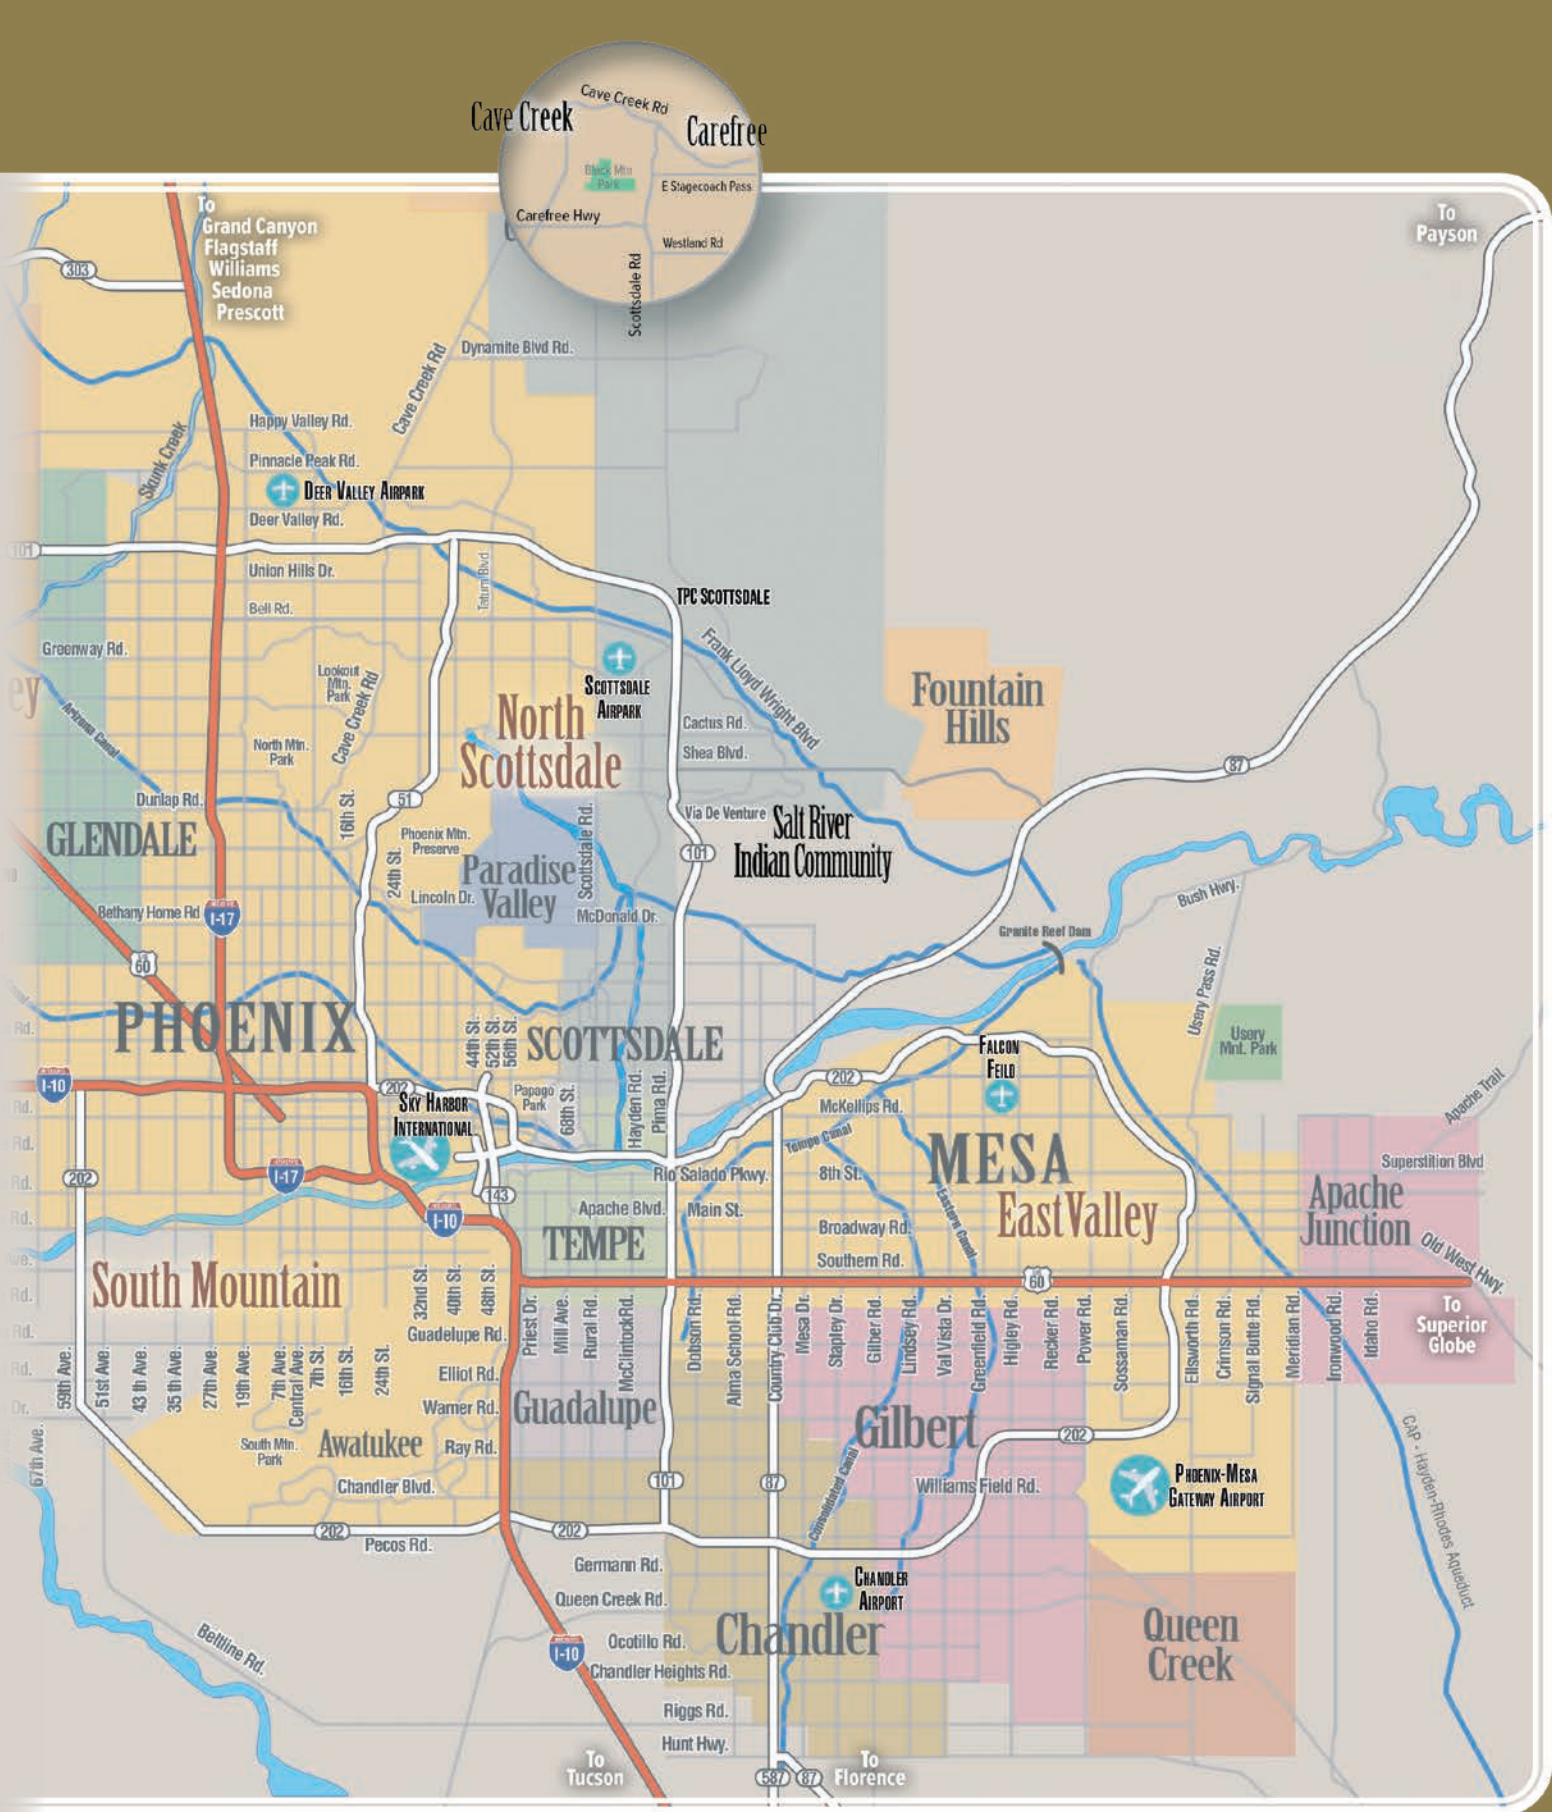 Cave Creek Rd
Cave Creek
Carefree
Black Mtn
Park
E Stagecoach Pass
Carefree Hwy
Westland Rd
Scottsdale Rd
To
Grand Canyon
Flagstaff
Williams
Sedona
Prescott
To
Payson
303
Dynamite Blvd Rd.
Cave Creek Rd
Happy Valley Rd.
Skunk Creek
Pinnacle Peak Rd.
DEER VALLEY AIRPARK
Deer Valley Rd.
101
Union Hills Dr.
Tatum Blvd
Bell Rd.
TPC SCOTTSDALE
Greenway Rd.
Frank Lloyd Wright Blvd
Lookout
Mtn.
Park
Cave Creek Rd
SCOTTSDALE
AIRPARK
ey
Fountain
Hills
North
Scottsdale
Arizona Canal
Cactus Rd.
North Mtn.
Park
Shea Blvd.
87
Dunlap Rd.
51
16th St.
Via De Venture
Salt River
Indian Community
GLENDALE
Phoenix Mtn.
Preserve
Scottsdale Rd.
101
Paradise
Valley
24th St.
Lincoln Dr.
Bush Hwy.
Bethany Home Rd
I-17
McDonald Dr.
Granite Reef Dam
60
Usery Pass Rd.
PHOENIX
44th St.
52th St.
56th St.
SCOTTSDALE
Rd.
Usery
Mnt. Park
FALCON
FEILD
I-10
202
202
Papago
Park
68th St.
Hayden Rd.
Pima Rd.
Apache Trail
SKY HARBOR
INTERNATIONAL
McKellips Rd.
Rd.
Tempe Canal
Rd.
MESA
East Valley
Superstition Blvd
202
I-17
Rio Salado Pkwy.
8th St.
Rd.
143
Apache Blvd.
Main St.
Eastern Canal
Apache
Junction
I-10
Rd.
TEMPE
Broadway Rd.
Old West Hwy.
Southern Rd.
ve.
60
South Mountain
Rd.
32nd St.
40th St.
48th St.
To
Superior
Globe
Guadelupe Rd.
Rd.
Priest Dr.
Mill Ave.
Rural Rd.
McClintockRd.
Dobson Rd.
Alma School Rd.
Country Club Dr.
Mesa Dr.
Stapley Dr.
Gilber Rd.
Lindsey Rd.
Val Vista Dr.
Greenfield Rd.
Higley Rd.
Recker Rd.
Power Rd.
Sossaman Rd.
Ellsworth Rd.
Crimson Rd.
Signal Butte Rd.
Meridian Rd.
Ironwood Rd.
Idaho Rd.
Rd.
Elliot Rd.
59th Ave.
51st Ave.
43 th Ave.
35 th Ave.
27th Ave.
19th Ave.
7th Ave.
Central Ave.
7th St.
16th St.
24th St.
Dr.
Warner Rd.
Guadalupe
Gilbert
202
67th Ave.
South Mtn.
Park
Awatukee
Ray Rd.
CAP - Hayden-Rhodes Aqueduct
101
87
Consolidated Canal
Chandler Blvd.
Williams Field Rd.
PHOENIX-MESA
GATEWAY AIRPORT
202
202
Pecos Rd.
Germann Rd.
CHANDLER
AIRPORT
Queen Creek Rd.
Chandler
Queen
Creek
Beltline Rd.
I-10
Ocotillo Rd.
Chandler Heights Rd.
Riggs Rd.
Hunt Hwy.
To
Tucson
587
87
To
Florence